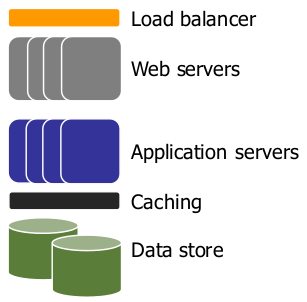 Load balancer
Web servers
Application servers
Caching
Data store